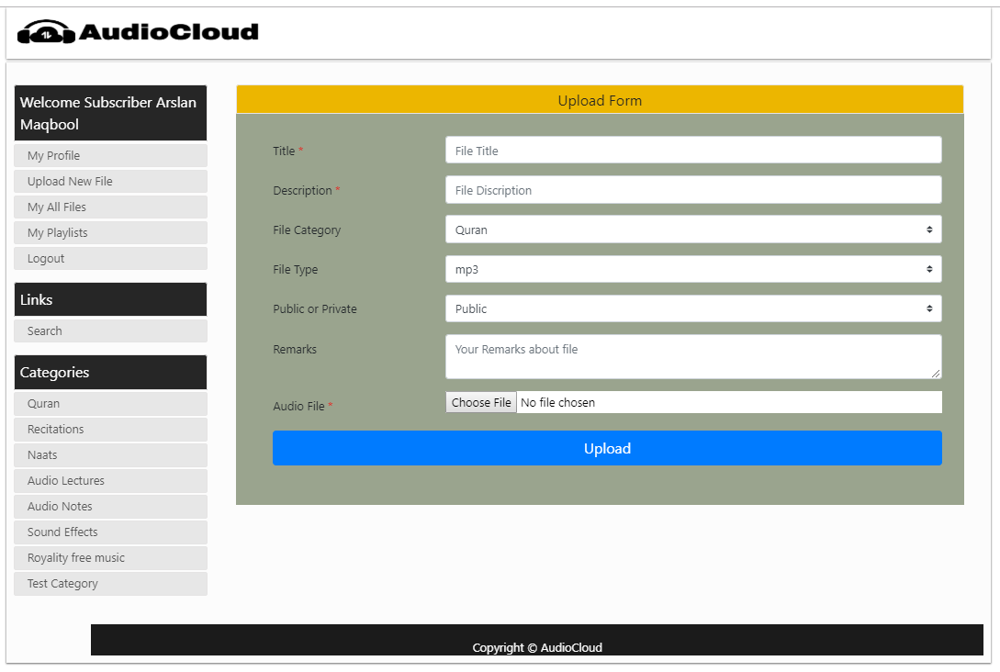 AudioCloud
Welcome Subscriber Arslan
Maqbool
My Profile
Upload New File
My All Files
My Playlists
Logout
Links
Search
Categories
Quran
Recitations
Naats
Audio Lectures
Audio Notes
Sound Effects
Royality free music
Test Category
Upload Form
Title * File Title
Description * File Discription
File Category Quran
File Type mp3
Public or Private Public
Remarks Your Remarks about file
Audio File * Choose File No file chosen
Upload
Copyright © AudioCloud